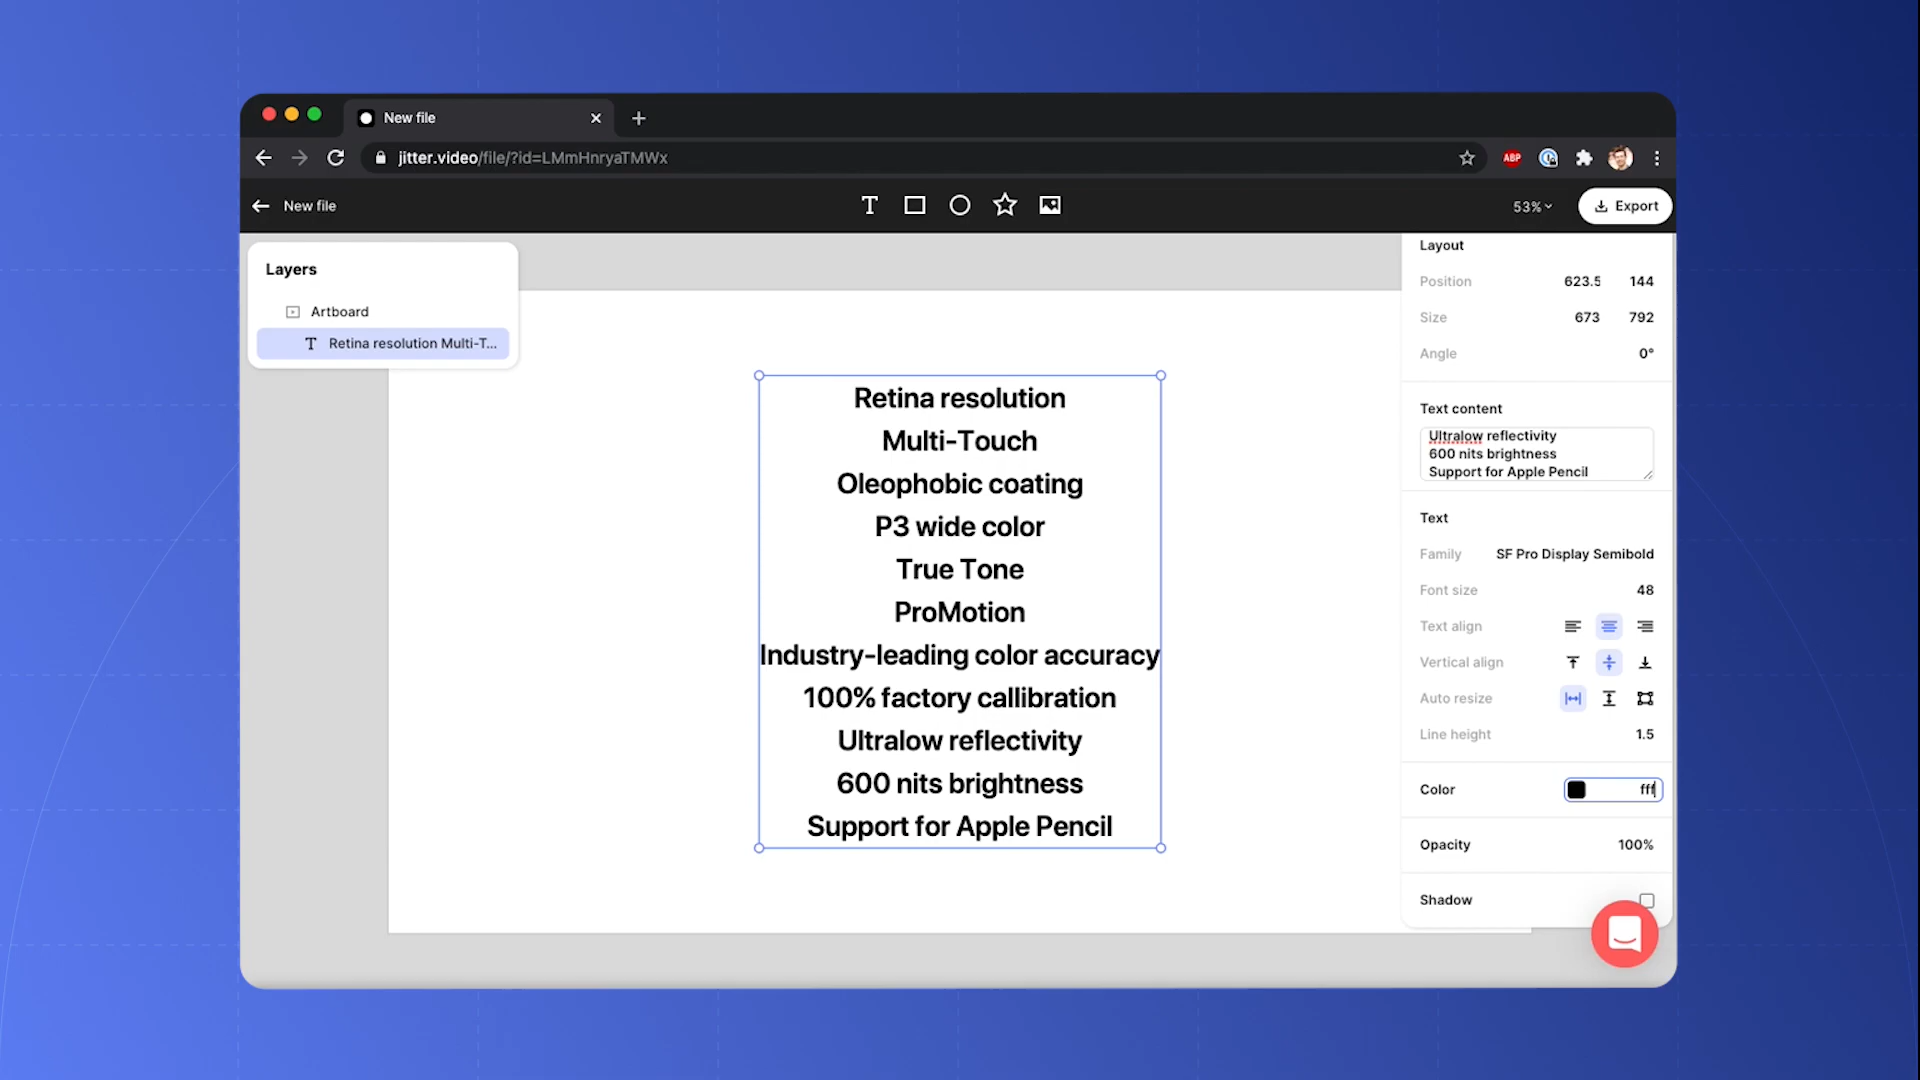 New file
jitter.video/file/?id=LMmHnryaTMWx
ABP
New file
T
53%
Export
Layers
Artboard
T Retina resolution Multi-T...
Retina resolution
Multi-Touch
Oleophobic coating
P3 wide color
True Tone
ProMotion
Industry-leading color accuracy
100% factory callibration
Ultralow reflectivity
600 nits brightness
Support for Apple Pencil
Layout
Position 623.5 144
Size 673 792
Angle 0°
Text content
Ultralow reflectivity
600 nits brightness
Support for Apple Pencil
Text
Family SF Pro Display Semibold
Font size 48
Text align
Vertical align
Auto resize
Line height 1.5
Color fff
Opacity 100%
Shadow